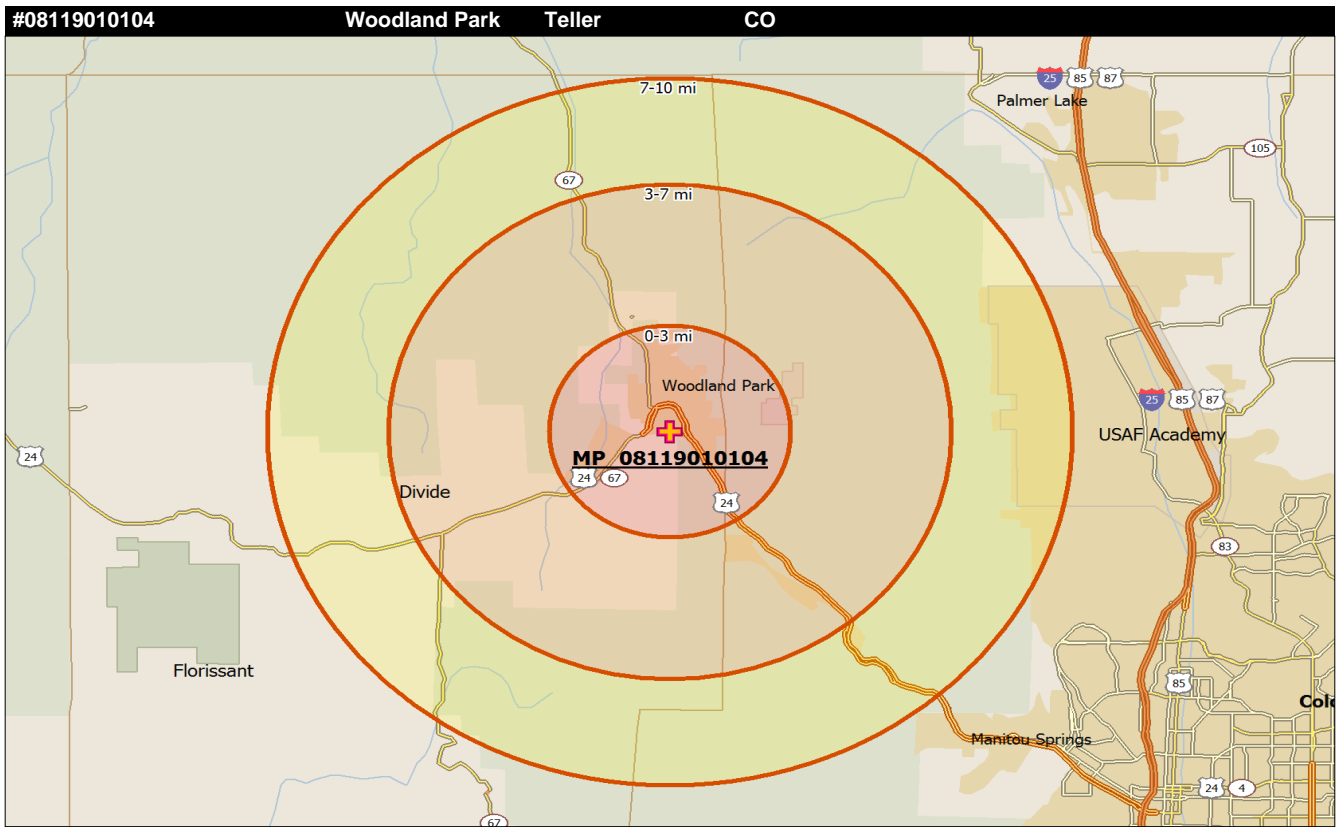 #08119010104 Woodland Park Teller CO
7-10 mi
25 85 87
Palmer Lake
105
67
3-7 mi
0-3 mi
Woodland Park
25 85 87
USAF Academy
24
MP 08119010104
24 67
Divide
24
83
Florissant
85
Colo
Manitou Springs
24 4
67